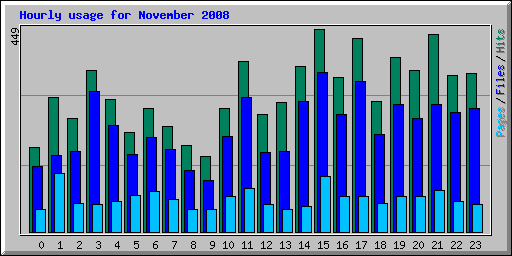 Hourly usage for November 2008
449
Pages / Files / Hits
0 1 2 3 4 5 6 7 8 9 10 11 12 13 14 15 16 17 18 19 20 21 22 23